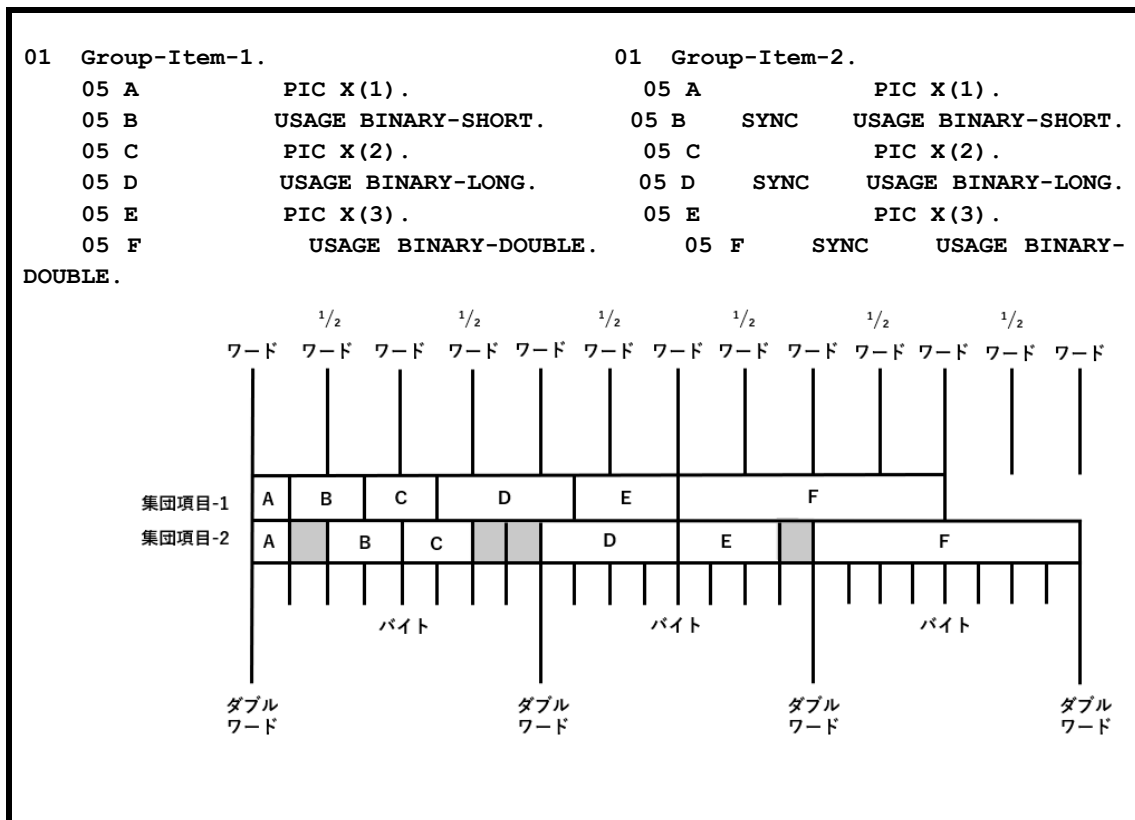 01 Group-Item-1. 01 Group-Item-2.
05 A PIC X(1). 05 A PIC X(1).
05 B USAGE BINARY-SHORT. 05 B SYNC USAGE BINARY-SHORT.
05 C PIC X(2). 05 C PIC X(2).
05 D USAGE BINARY-LONG. 05 D SYNC USAGE BINARY-LONG.
05 E PIC X(3). 05 E PIC X(3).
05 F USAGE BINARY-DOUBLE. 05 F SYNC USAGE BINARY-
DOUBLE.
1/2 1/2 1/2 1/2 1/2 1/2
ワード ワード ワード ワード ワード ワード ワード ワード ワード ワード ワード ワード ワード
集団項目-1 A B C D E F
集団項目-2 A B C D E F
バイト バイト バイト
ダブル ダブル ダブル ダブル
ワード ワード ワード ワード